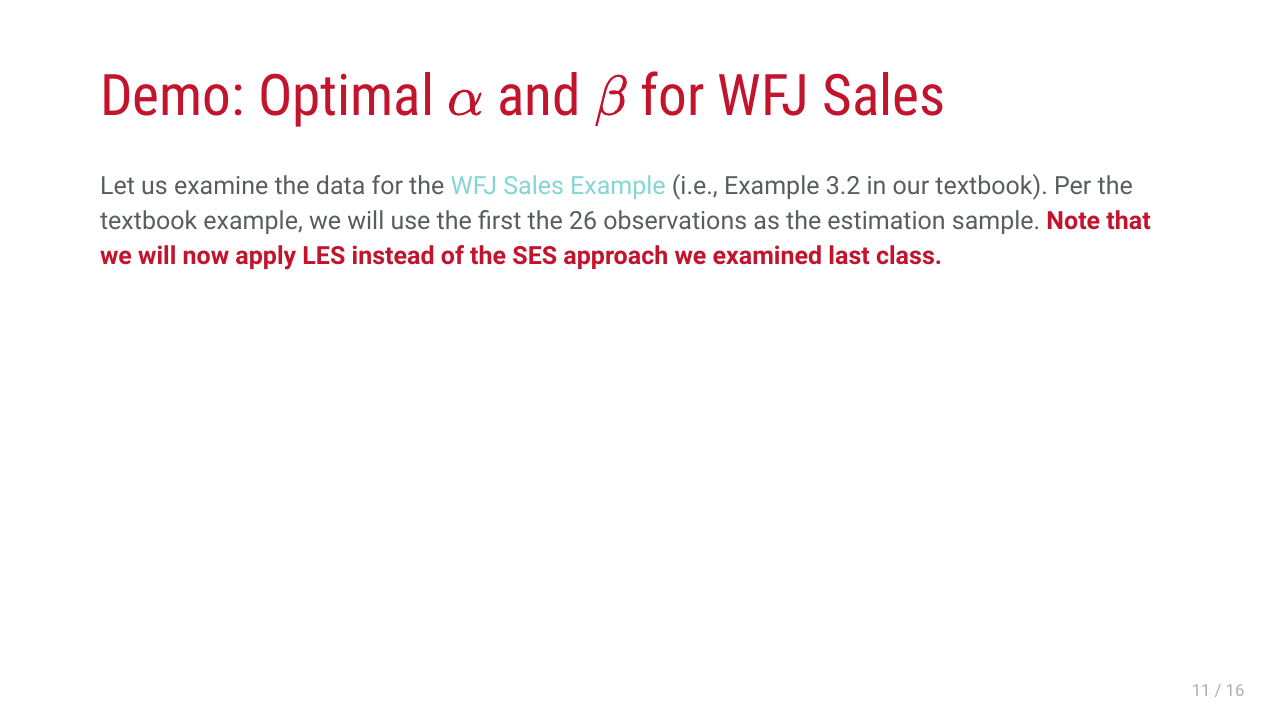 Demo: Optimal α and β for WFJ Sales
Let us examine the data for the WFJ Sales Example (i.e., Example 3.2 in our textbook). Per the
textbook example, we will use the first the 26 observations as the estimation sample. Note that
we will now apply LES instead of the SES approach we examined last class.
11 / 16